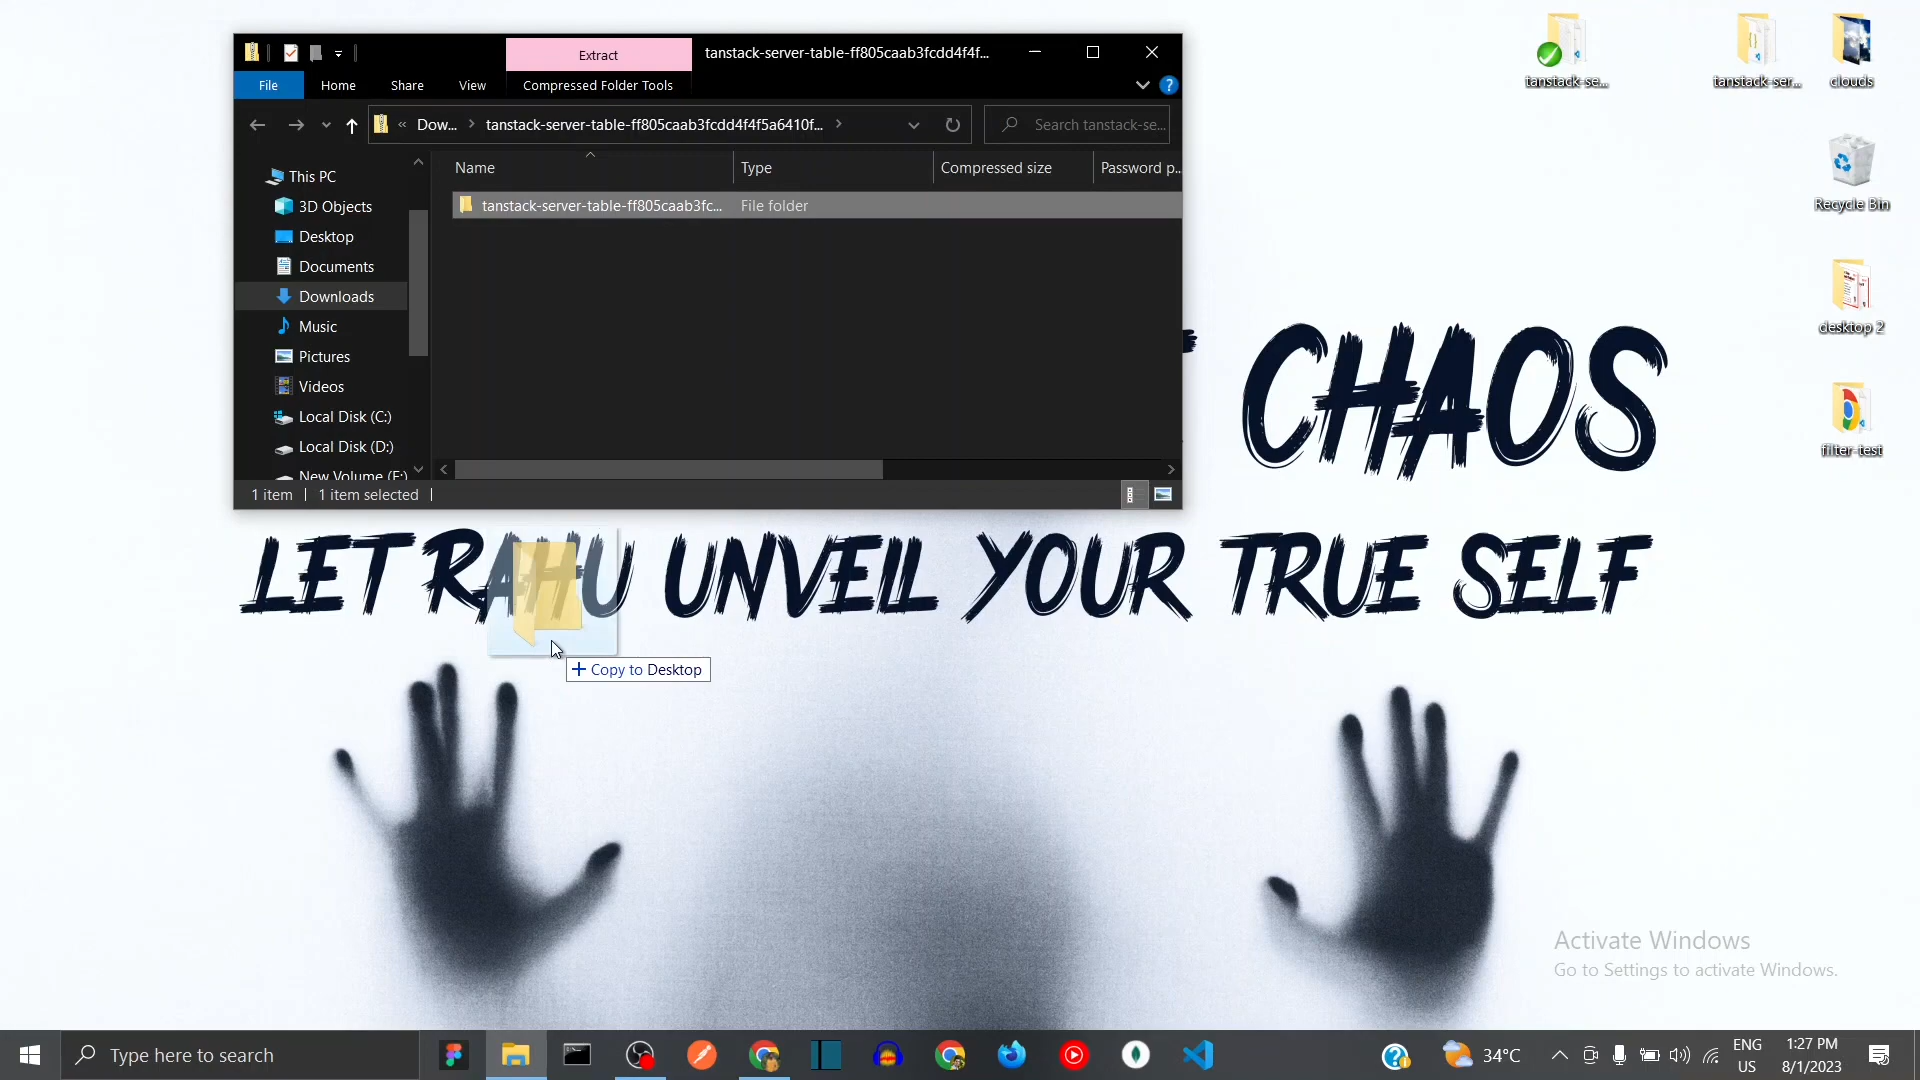 Extract
tanstack-server-table-ff805caab3fcdd4f4f...
File
Home
Share
View
Compressed Folder Tools
Dow...
tanstack-server-table-ff805caab3fcdd4f4f5a6410f...
Search tanstack-se...
Name
Type
Compressed size
Password p...
tanstack-server-table-ff805caab3fc...
File folder
This PC
3D Objects
Desktop
Documents
Downloads
Music
Pictures
Videos
Local Disk (C:)
Local Disk (D:)
New Volume (E:)
1 item
1 item selected
tanstack-se...
tanstack-ser...
clouds
Recycle Bin
desktop 2
filter-test
CHAOS
LET RAHU UNVEIL YOUR TRUE SELF
+ Copy to Desktop
Activate Windows
Go to Settings to activate Windows.
Type here to search
34°C
ENG
US
1:27 PM
8/1/2023